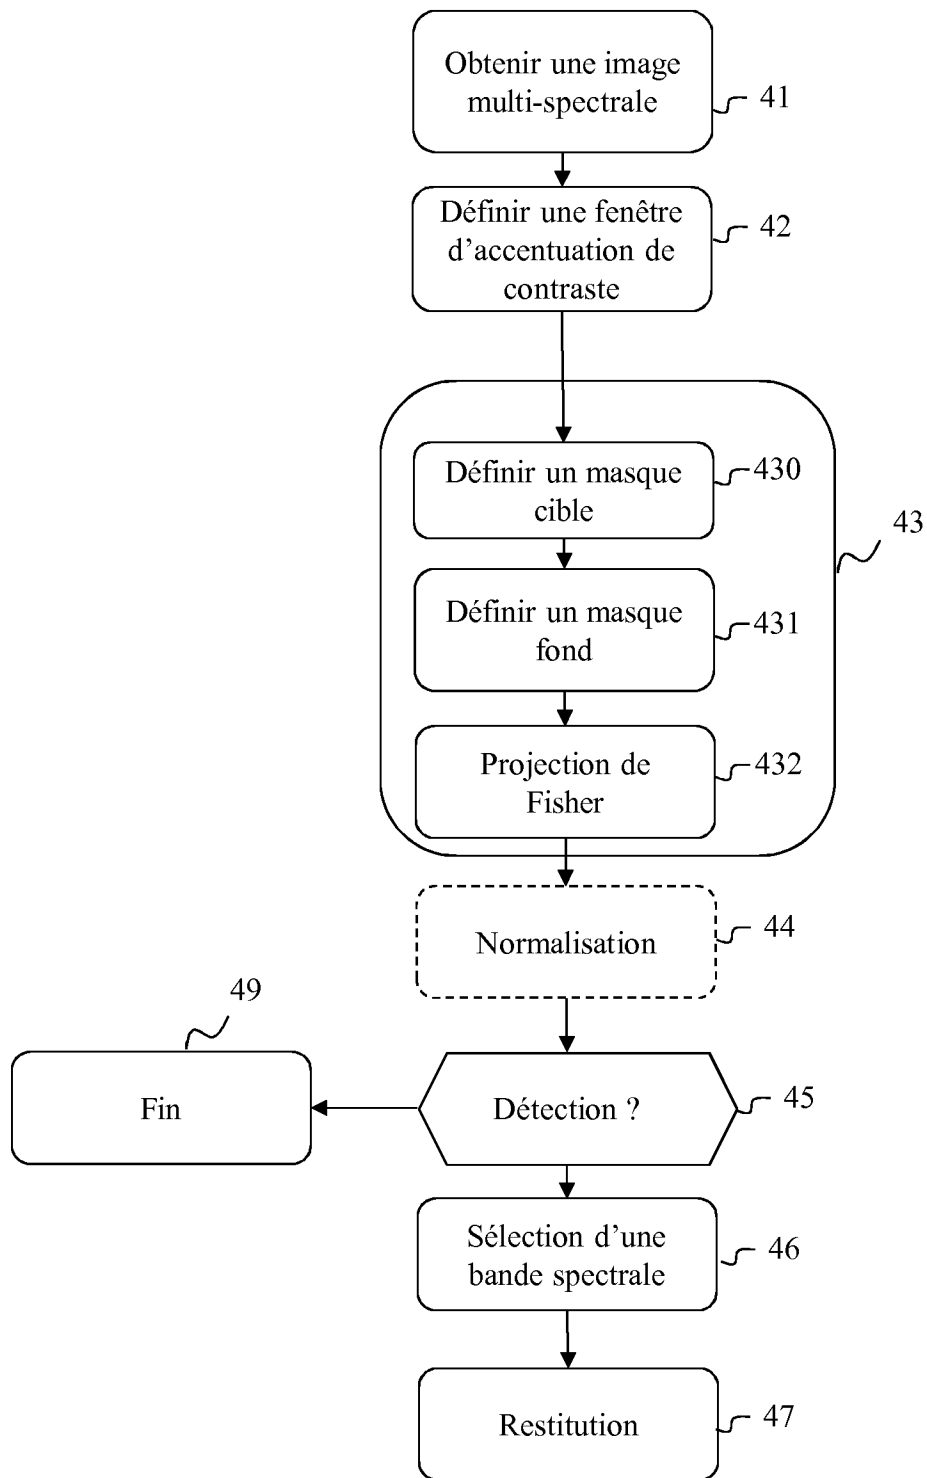 Obtenir une image
multi-spectrale
41
Définir une fenêtre
d'accentuation de
contraste
42
Définir un masque
cible
430
43
Définir un masque
fond
431
Projection de
Fisher
432
Normalisation
44
49
Fin
Détection ?
45
Sélection d'une
bande spectrale
46
Restitution
47